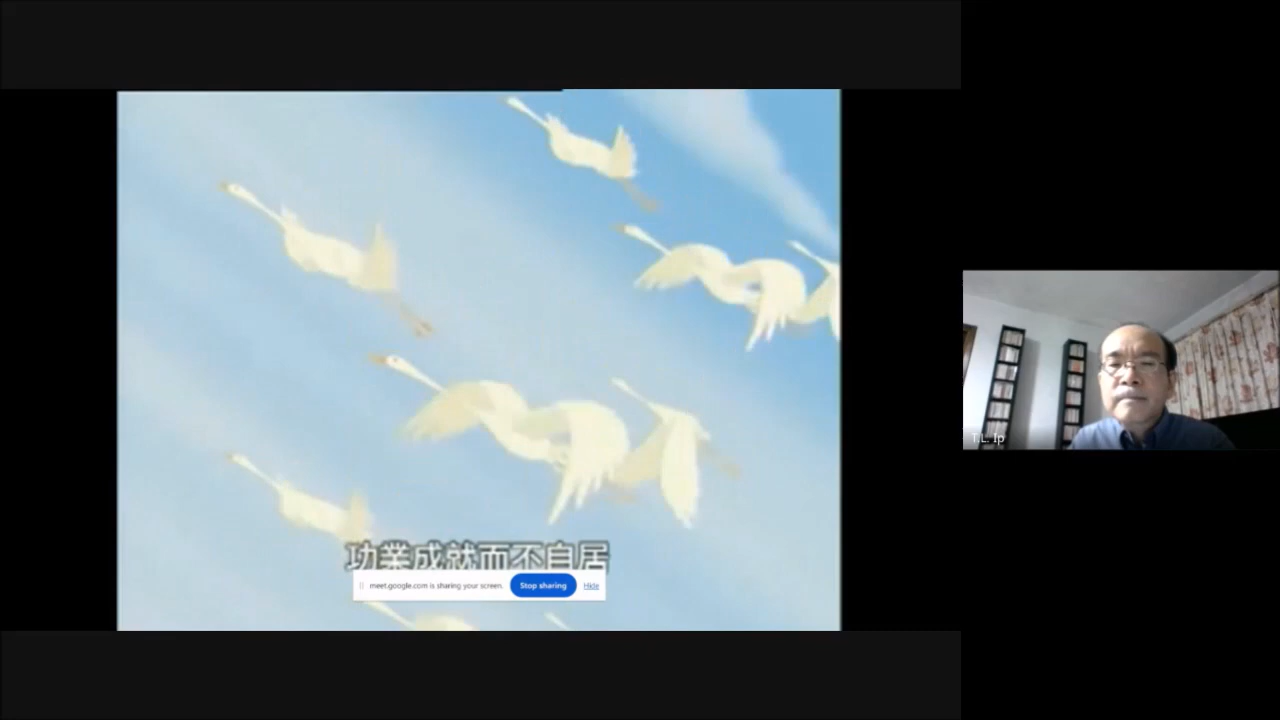 功業成就而不自居
meet.google.com is sharing your screen. Stop sharing Hide
T.L. Ip